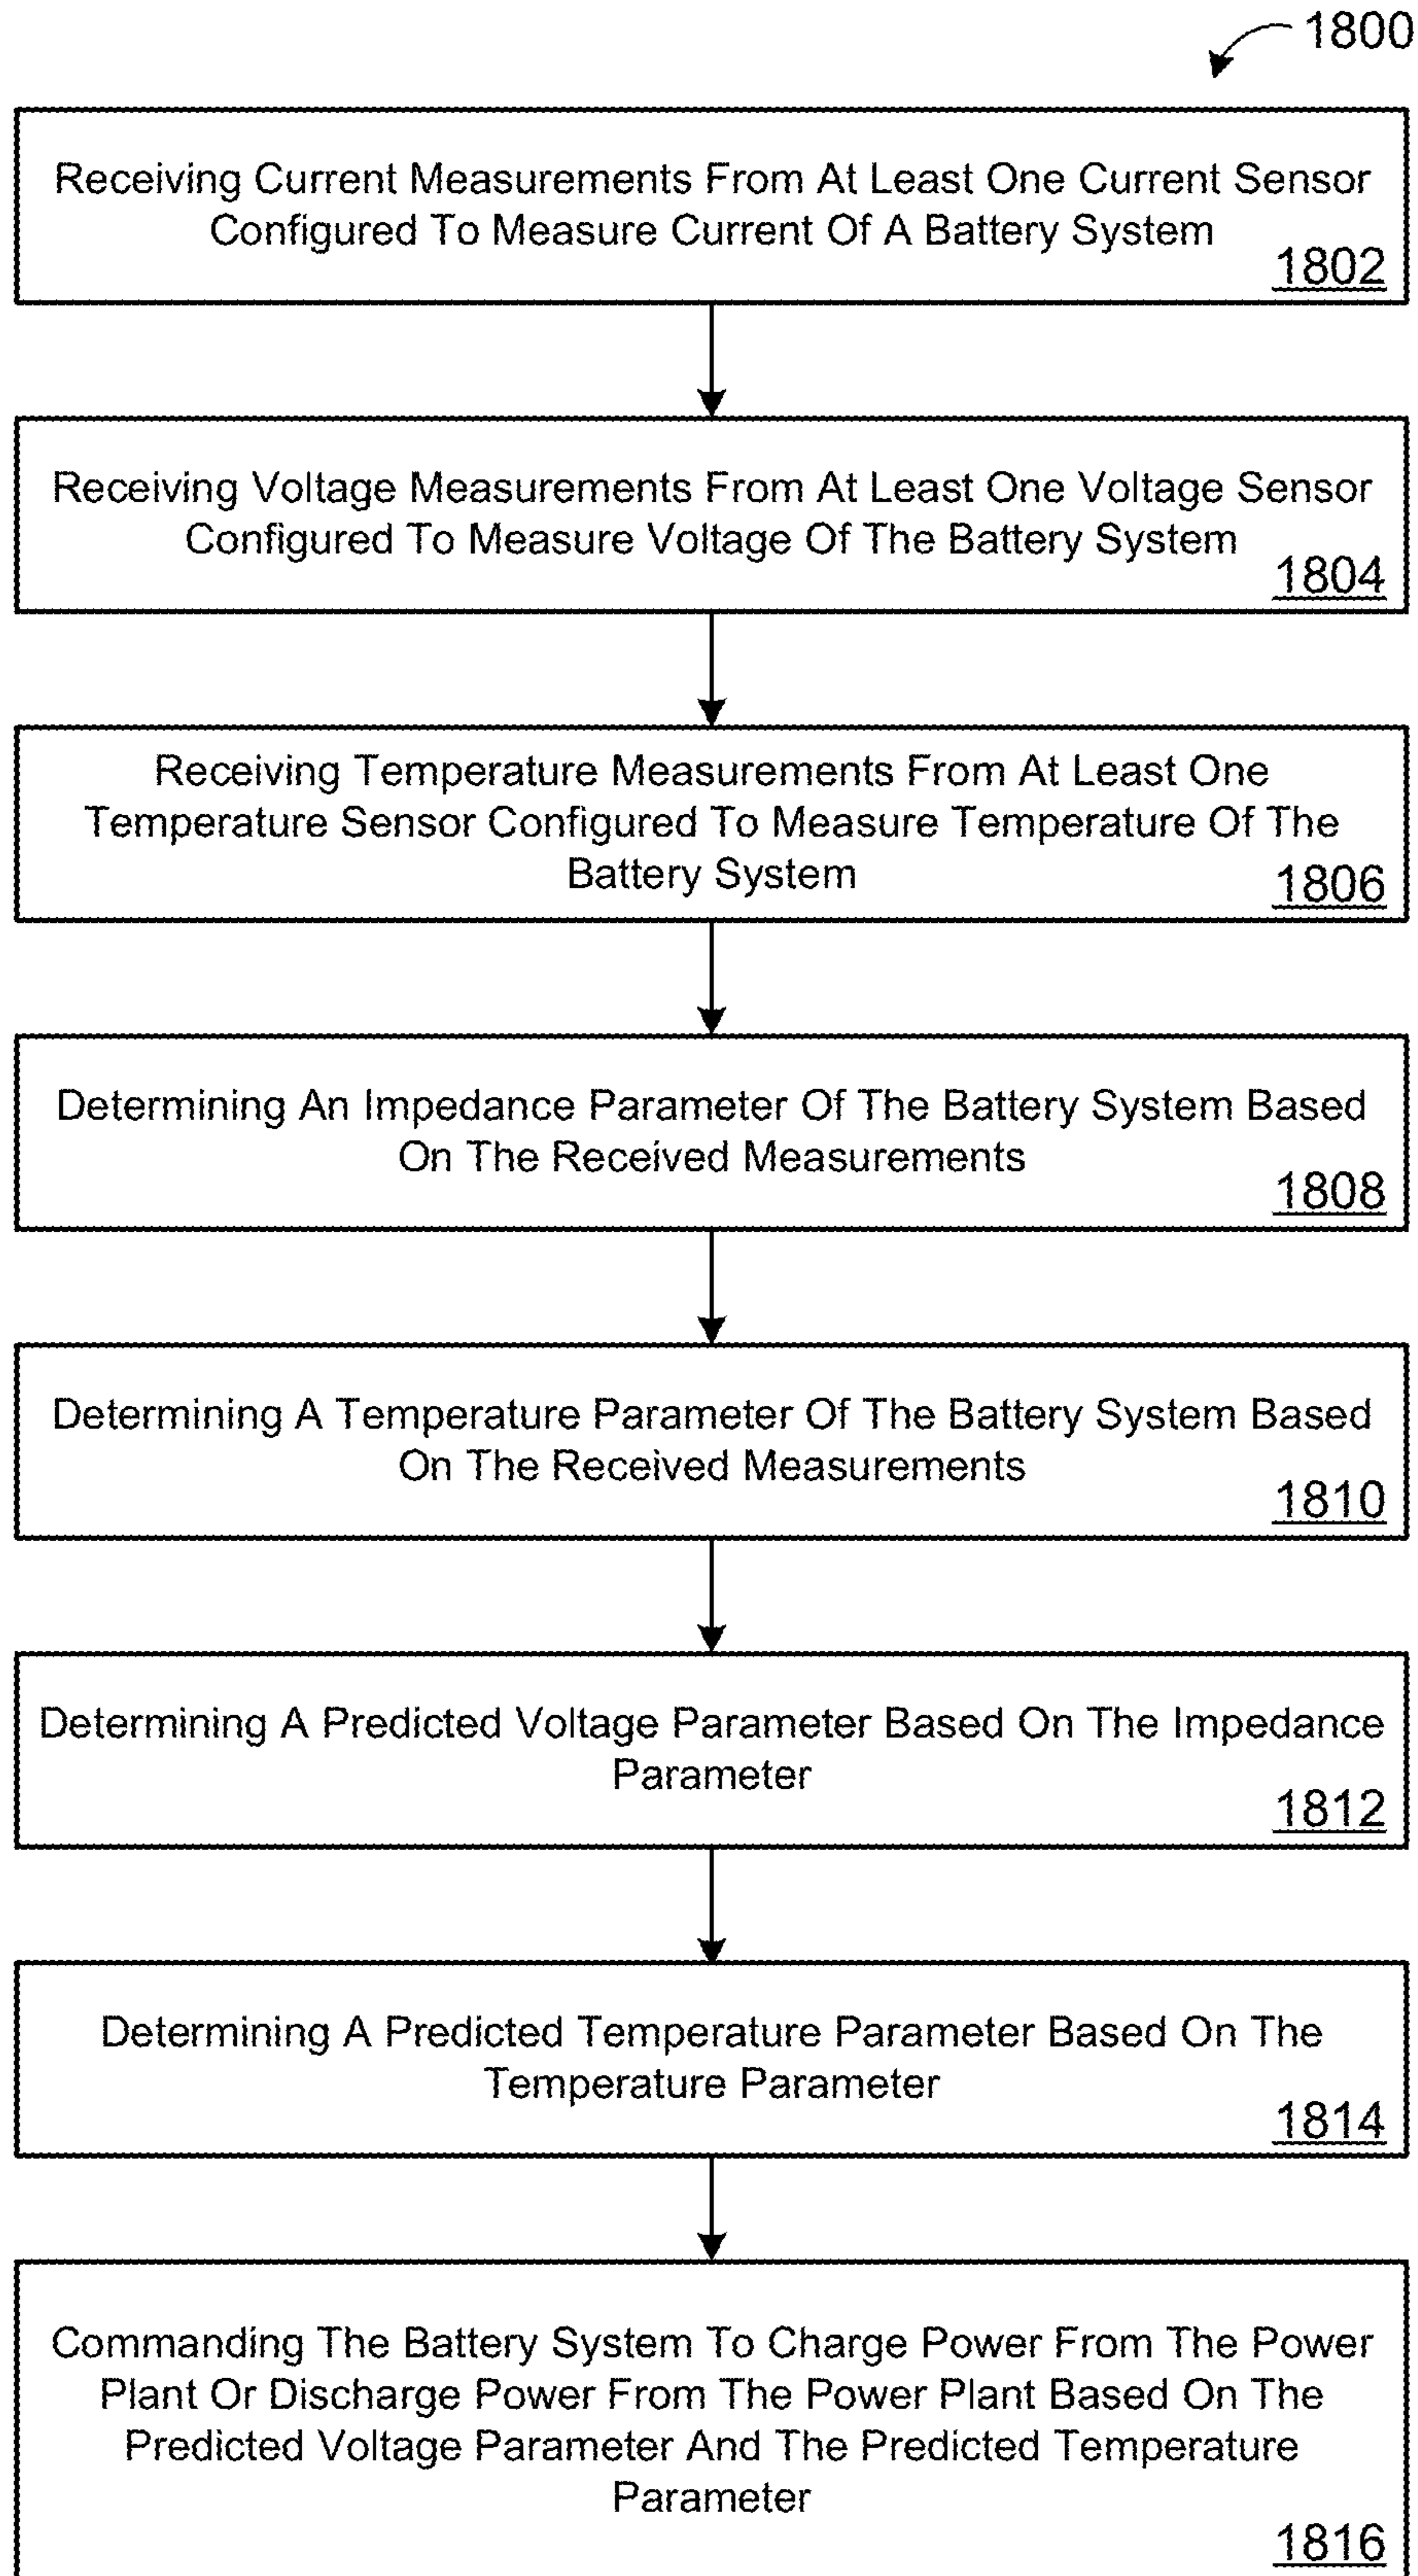 1800
Receiving Current Measurements From At Least One Current Sensor
Configured To Measure Current Of A Battery System
1802
Receiving Voltage Measurements From At Least One Voltage Sensor
Configured To Measure Voltage Of The Battery System
1804
Receiving Temperature Measurements From At Least One
Temperature Sensor Configured To Measure Temperature Of The
Battery System
1806
Determining An Impedance Parameter Of The Battery System Based
On The Received Measurements
1808
Determining A Temperature Parameter Of The Battery System Based
On The Received Measurements
1810
Determining A Predicted Voltage Parameter Based On The Impedance
Parameter
1812
Determining A Predicted Temperature Parameter Based On The
Temperature Parameter
1814
Commanding The Battery System To Charge Power From The Power
Plant Or Discharge Power From The Power Plant Based On The
Predicted Voltage Parameter And The Predicted Temperature
Parameter
1816